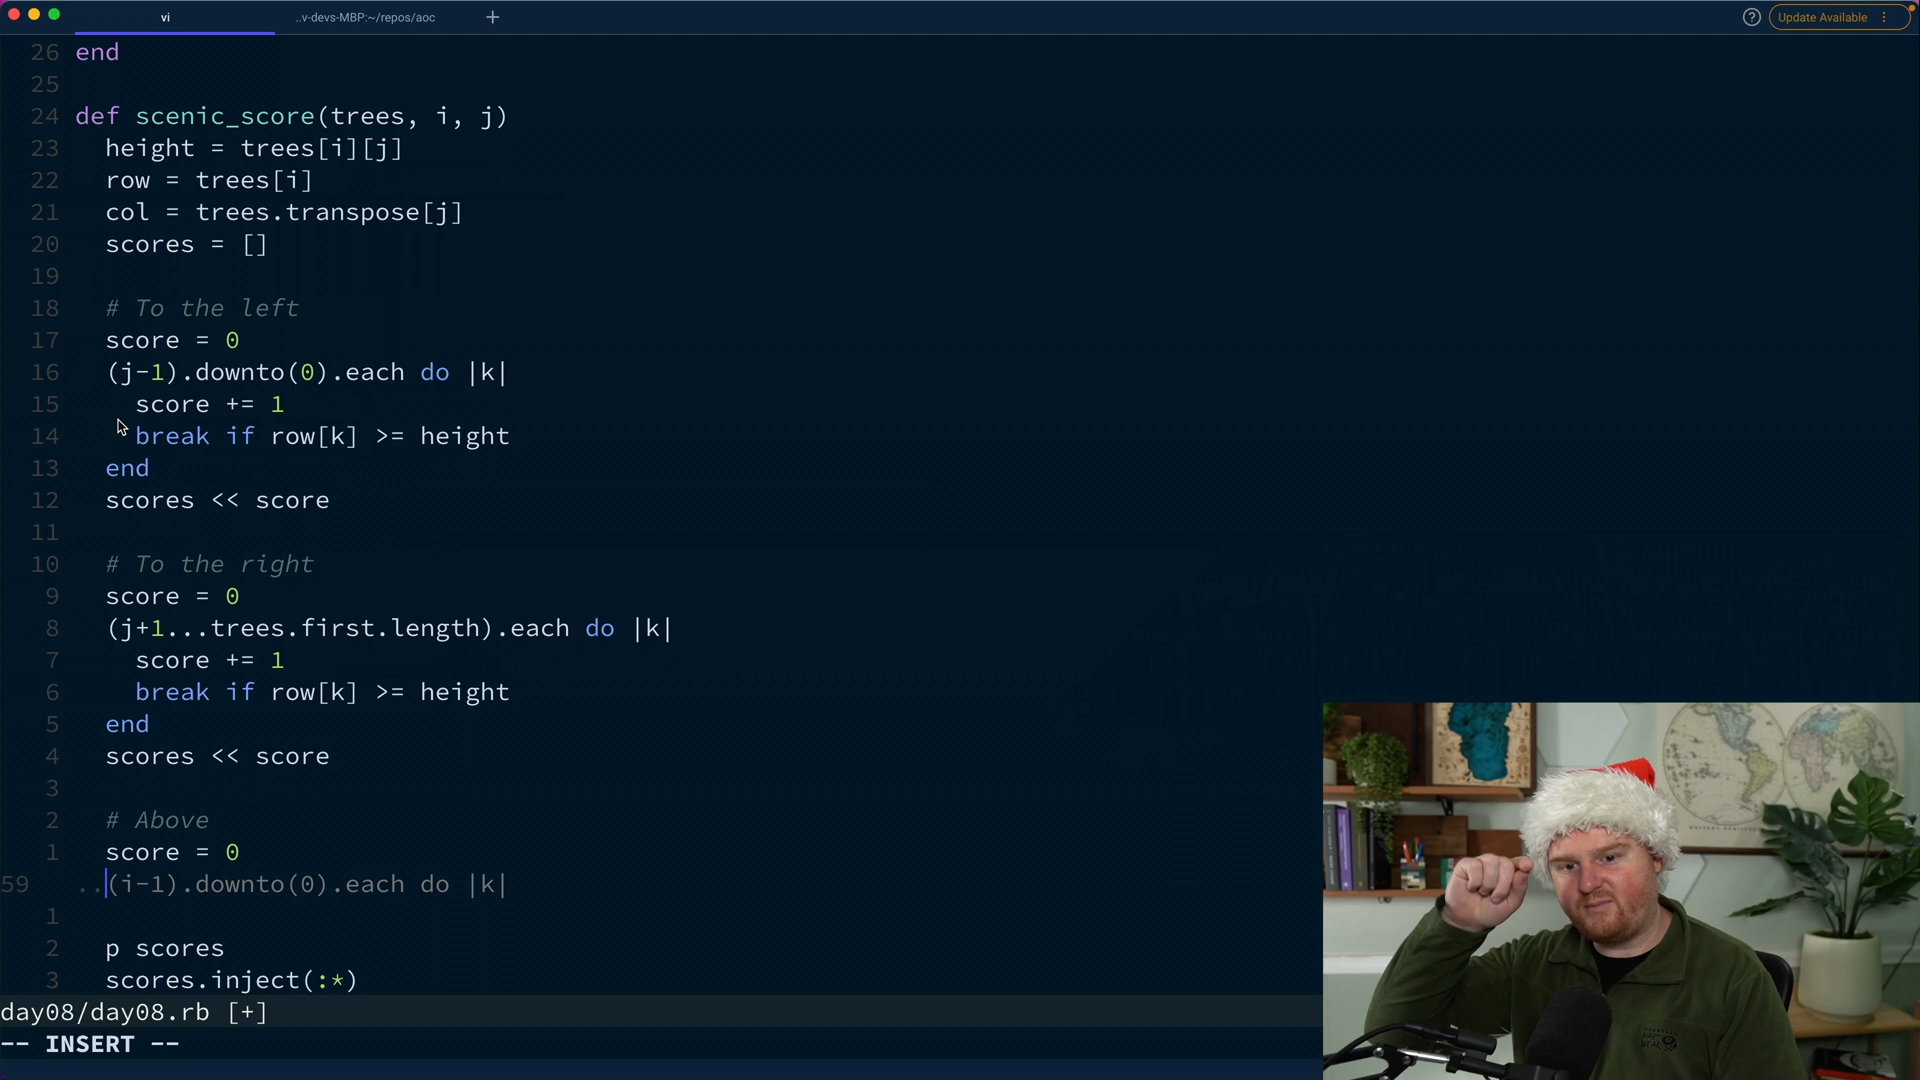 vi
..v-devs-MBP:~/repos/aoc
+
?
Update Available
26 end
25
24 def scenic_score(trees, i, j)
23 height = trees[i][j]
22 row = trees[i]
21 col = trees.transpose[j]
20 scores = []
19
18 # To the left
17 score = 0
16 (j-1).downto(0).each do |k|
15 score += 1
14 break if row[k] >= height
13 end
12 scores << score
11
10 # To the right
9 score = 0
8 (j+1...trees.first.length).each do |k|
7 score += 1
6 break if row[k] >= height
5 end
4 scores << score
3
2 # Above
1 score = 0
59 ..(i-1).downto(0).each do |k|
1
2 p scores
3 scores.inject(:*)
day08/day08.rb [+]
-- INSERT --